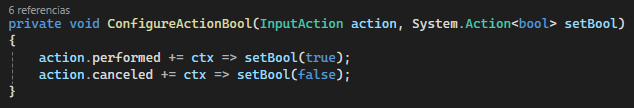 6 referencias
private void ConfigureActionBool(InputAction action, System.Action<bool> setBool)
{
    action.performed += ctx => setBool(true);
    action.canceled += ctx => setBool(false);
}